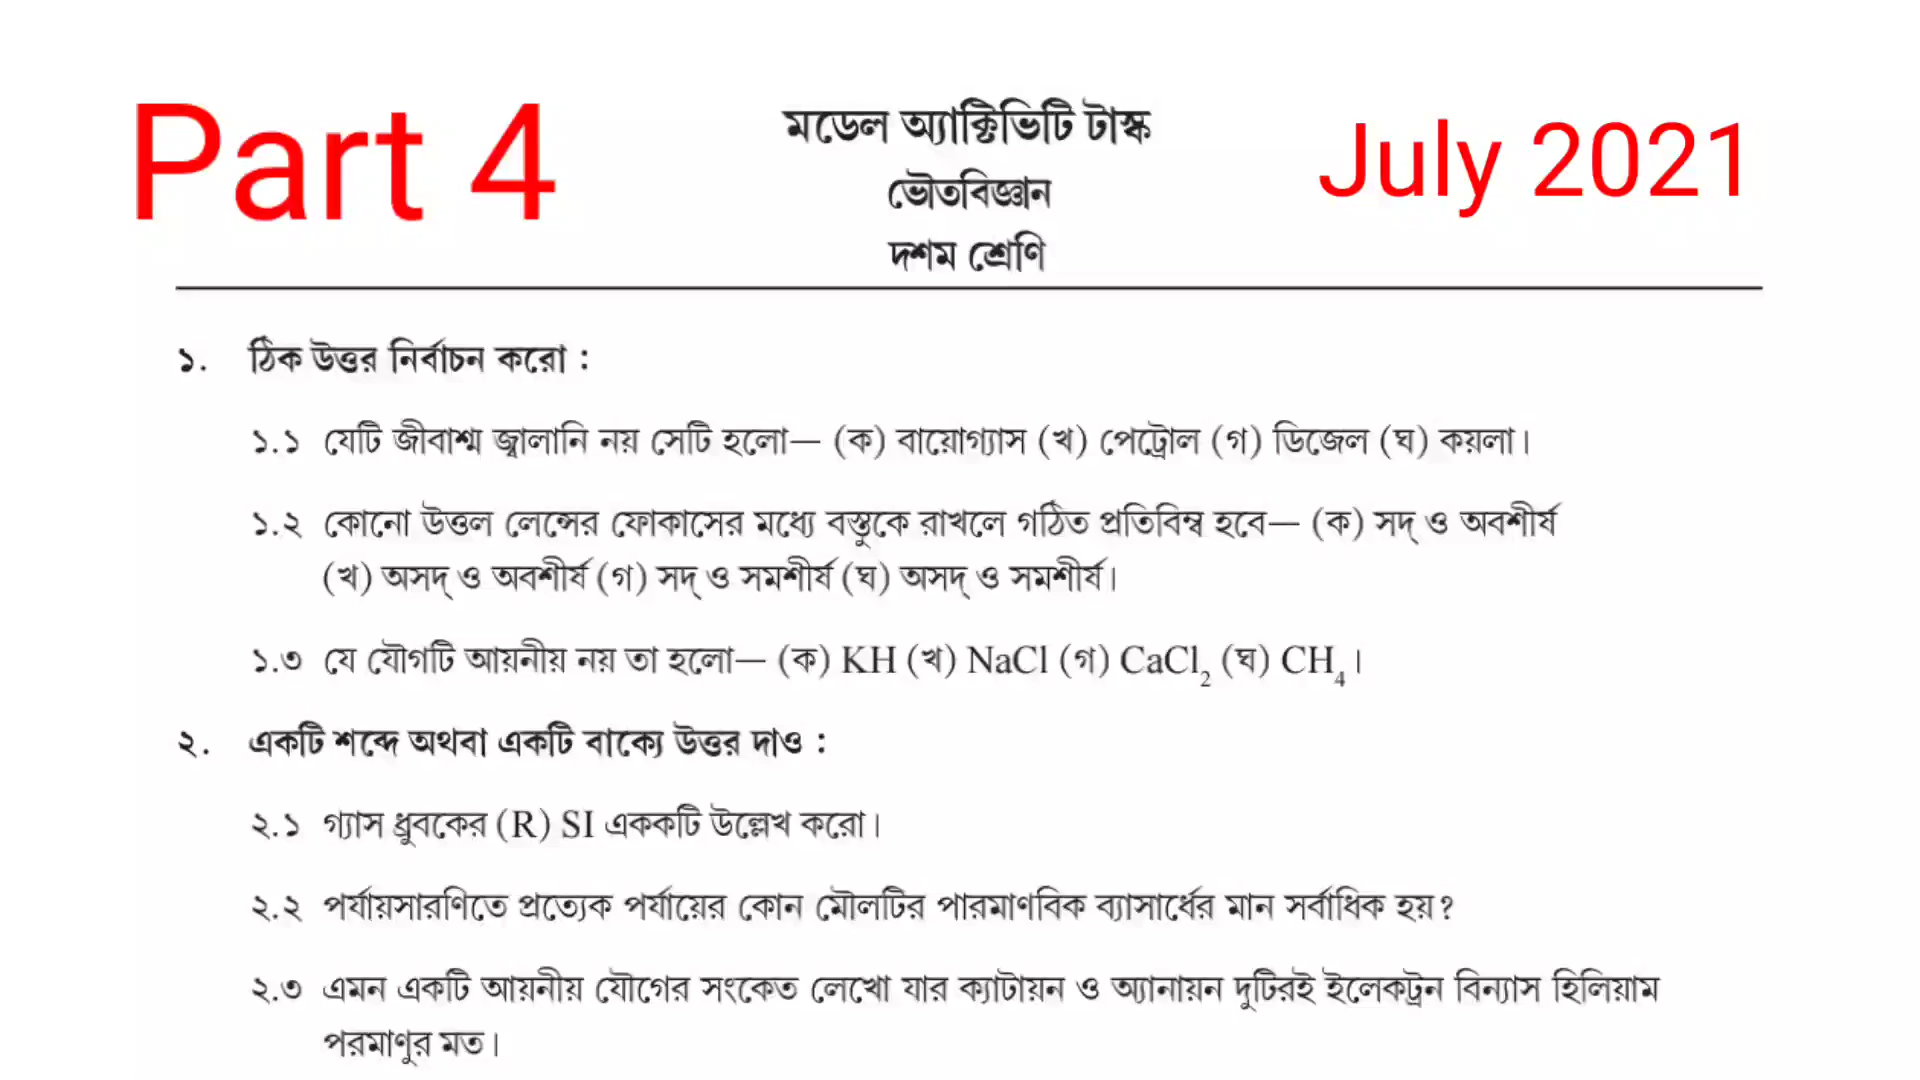 Part 4
মডেল অ্যাক্টিভিটি টাস্ক
July 2021
ভৌতবিজ্ঞান
দশম শ্রেণি
১. ঠিক উত্তর নির্বাচন করো :
১.১ যেটি জীবাশ্ম জ্বালানি নয় সেটি হলো— (ক) বায়োগ্যাস (খ) পেট্রোল (গ) ডিজেল (ঘ) কয়লা।
১.২ কোনো উত্তল লেন্সের ফোকাসের মধ্যে বস্তুকে রাখলে গঠিত প্রতিবিম্ব হবে— (ক) সদ্ ও অবশীর্ষ
(খ) অসদ্ ও অবশীর্ষ (গ) সদ্ ও সমশীর্ষ (ঘ) অসদ্ ও সমশীর্ষ।
১.৩ যে যৌগটি আয়নীয় নয় তা হলো— (ক) KH (খ) NaCl (গ) CaCl₂ (ঘ) CH₄।
২. একটি শব্দে অথবা একটি বাক্যে উত্তর দাও :
২.১ গ্যাস ধ্রুবকের (R) SI এককটি উল্লেখ করো।
২.২ পর্যায়সারণিতে প্রত্যেক পর্যায়ের কোন মৌলটির পারমাণবিক ব্যাসার্ধের মান সর্বাধিক হয়?
২.৩ এমন একটি আয়নীয় যৌগের সংকেত লেখো যার ক্যাটায়ন ও অ্যানায়ন দুটিরই ইলেকট্রন বিন্যাস হিলিয়াম
পরমাণুর মত।